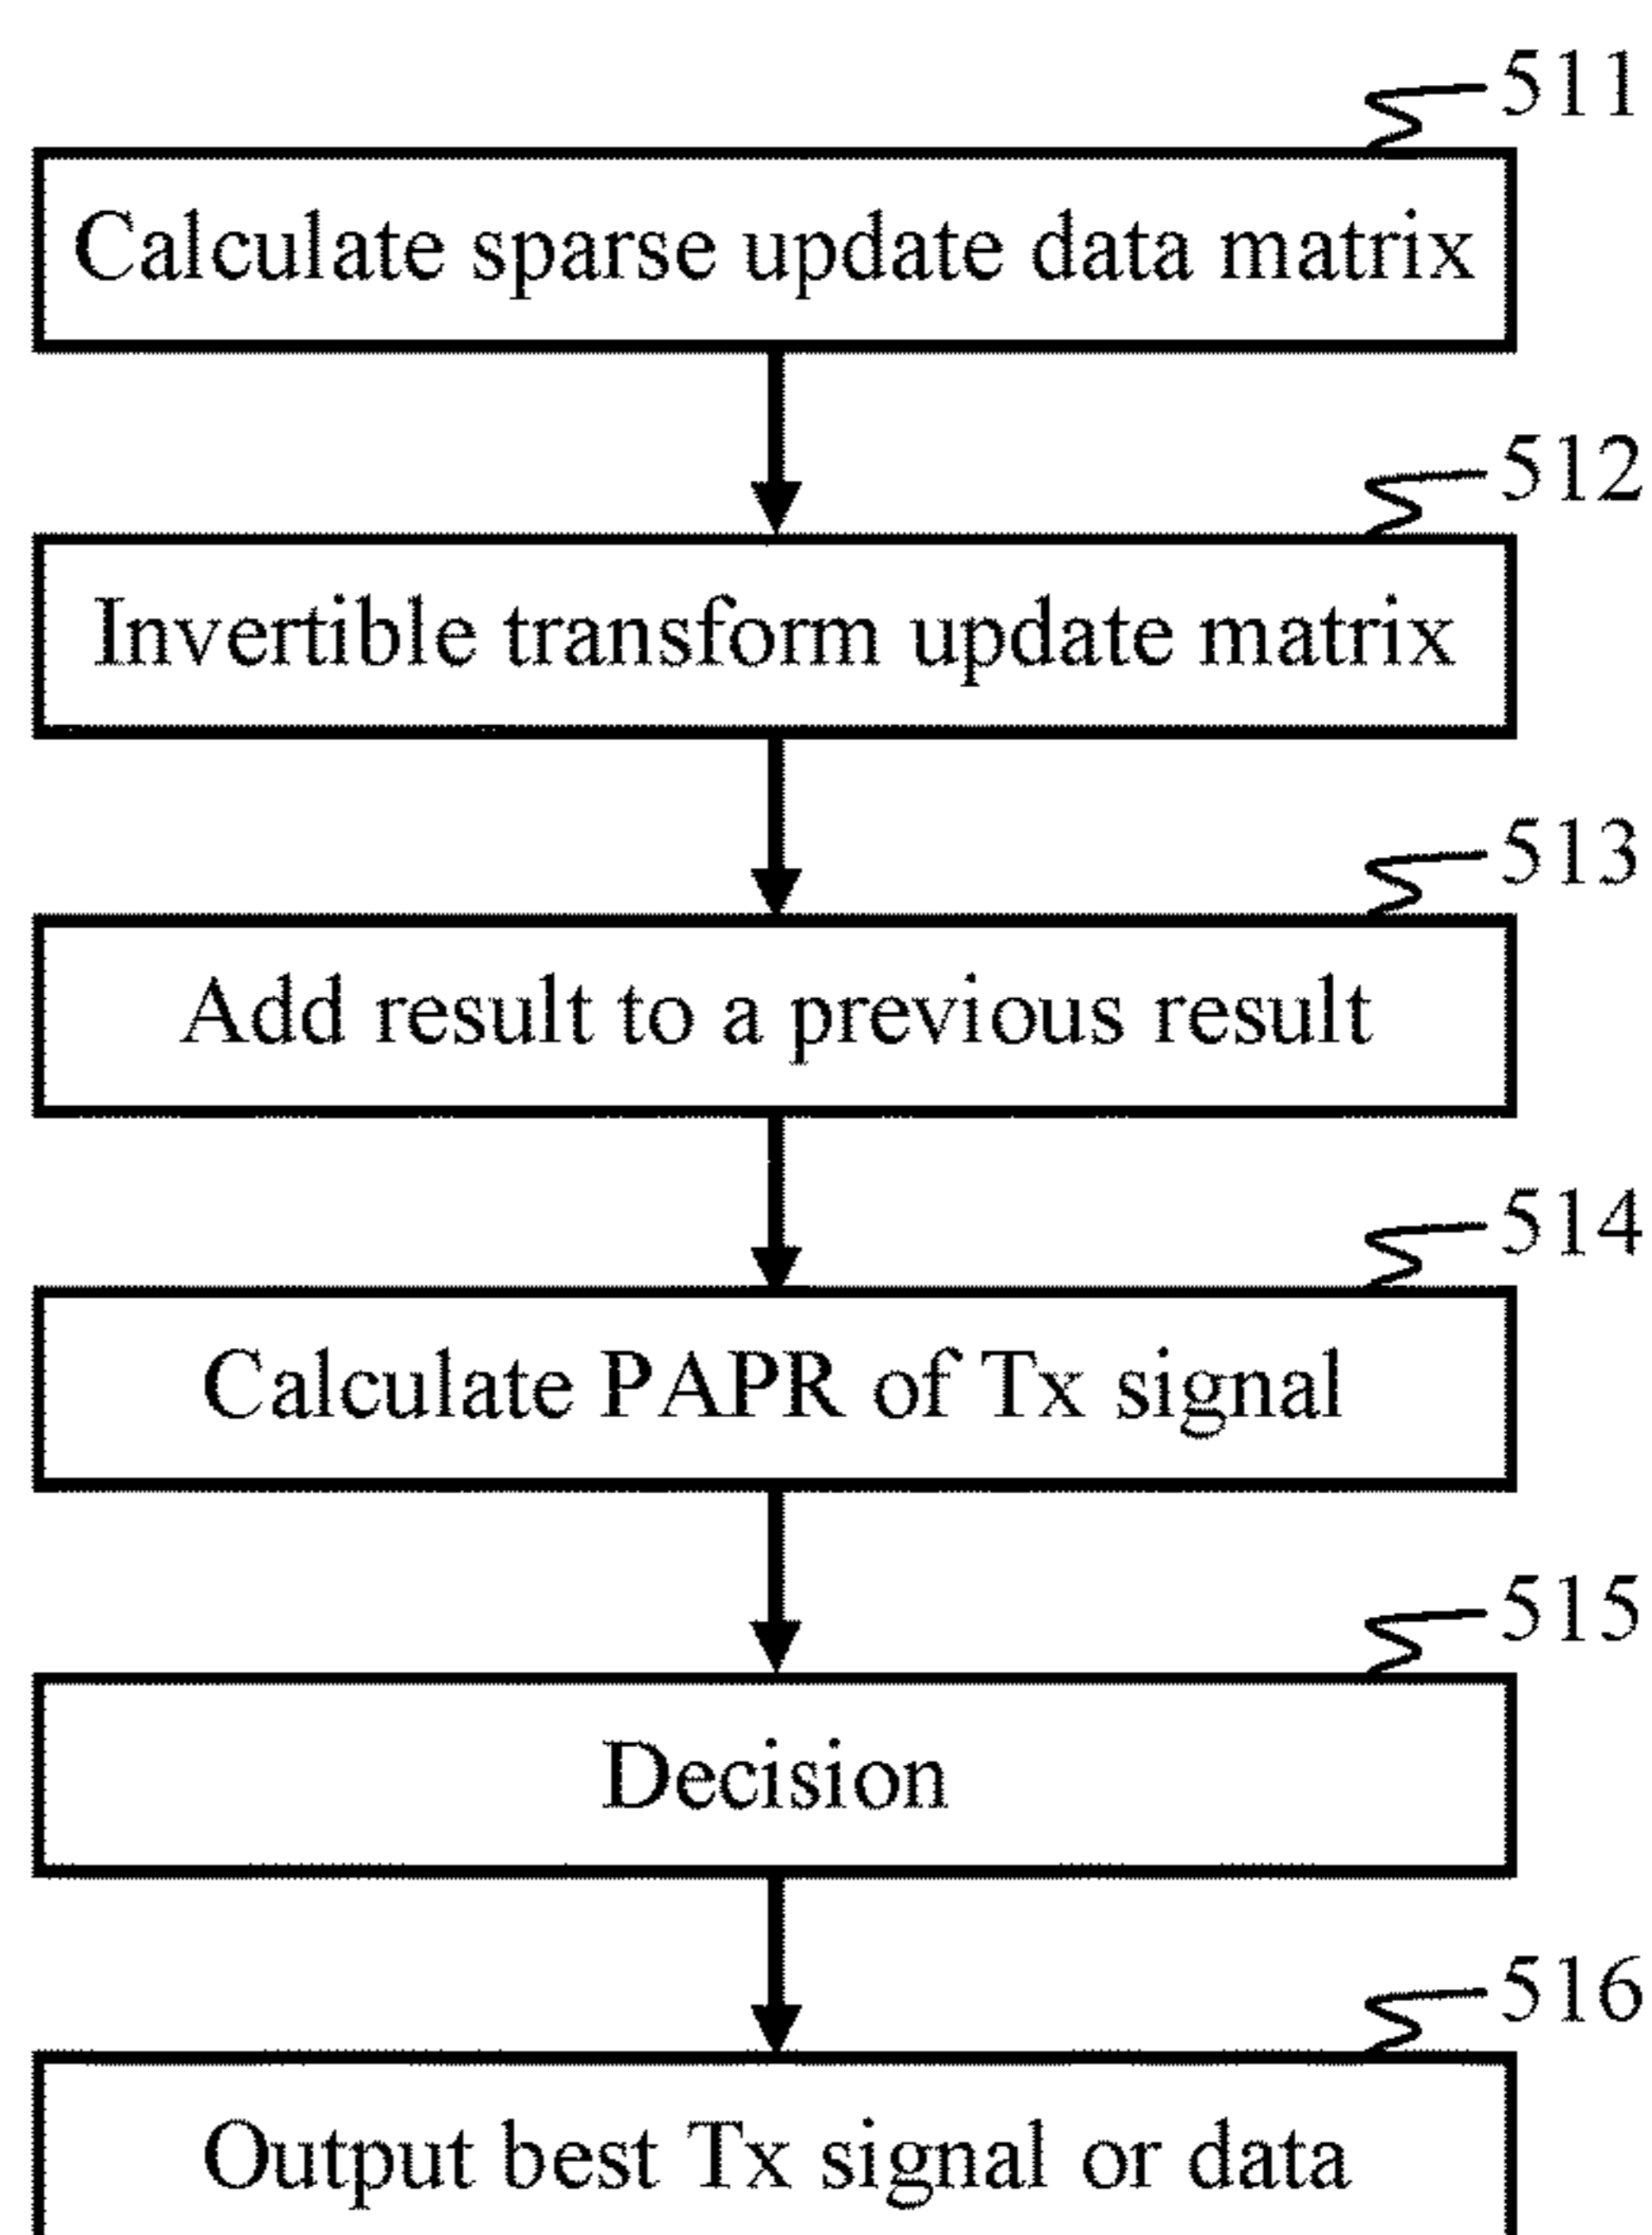 511
Calculate sparse update data matrix
512
Invertible transform update matrix
513
Add result to a previous result
514
Calculate PAPR of Tx signal
515
Decision
516
Output best Tx signal or data